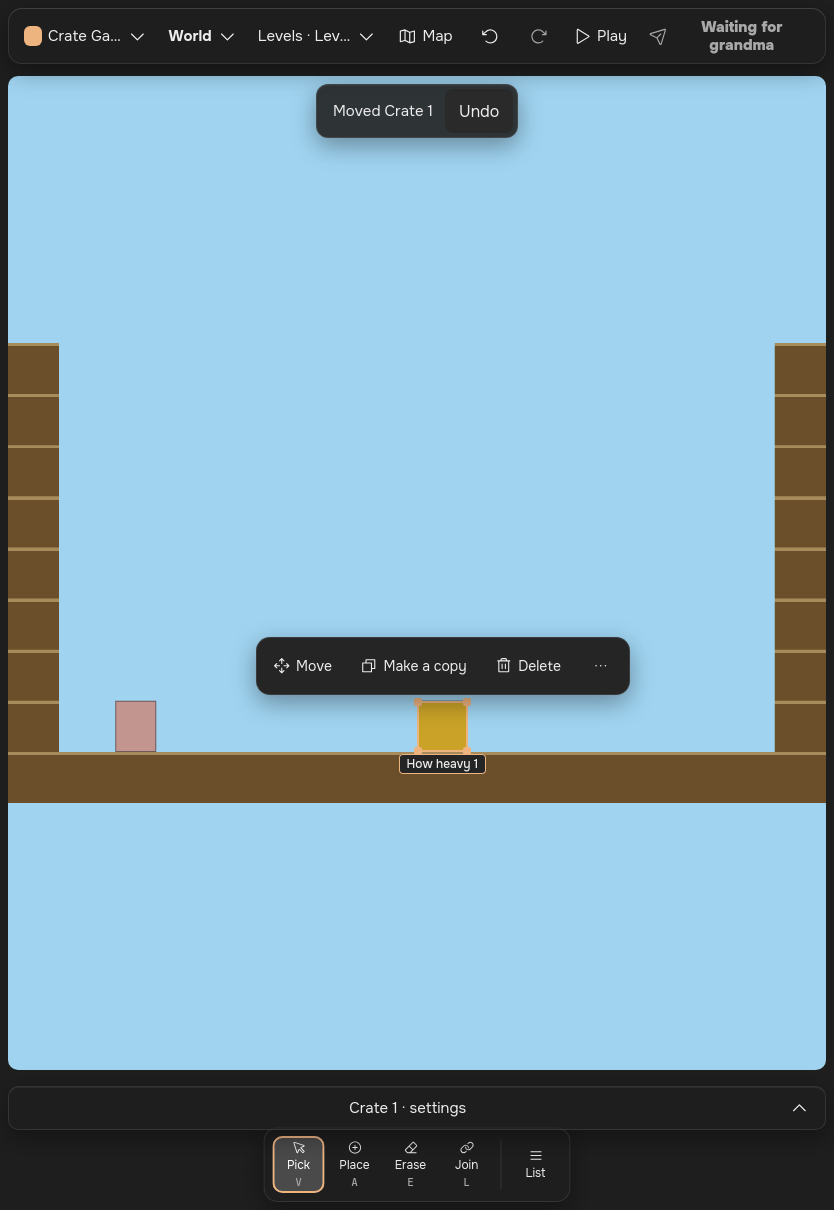 Crate Ga...
World
Levels · Lev...
Map
Play
Waiting for
grandma
Moved Crate 1
Undo
Move
Make a copy
Delete
...
How heavy 1
Crate 1 · settings
Pick
V
Place
A
Erase
E
Join
L
List